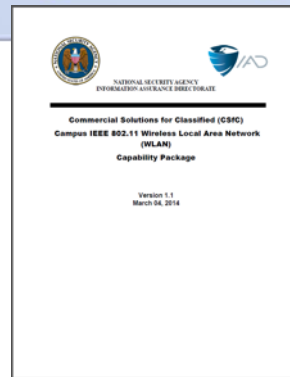 IAD
NATIONAL SECURITY AGENCY
INFORMATION ASSURANCE DIRECTORATE
Commercial Solutions for Classified (CSfC)
Campus IEEE 802.11 Wireless Local Area Network
(WLAN)
Capability Package
Version 1.1
March 04, 2014